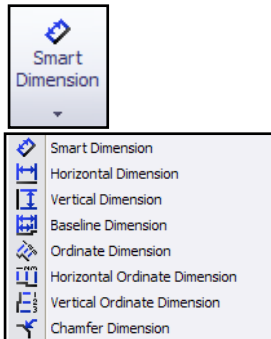 Smart
Dimension
Smart Dimension
Horizontal Dimension
Vertical Dimension
Baseline Dimension
Ordinate Dimension
Horizontal Ordinate Dimension
Vertical Ordinate Dimension
Chamfer Dimension